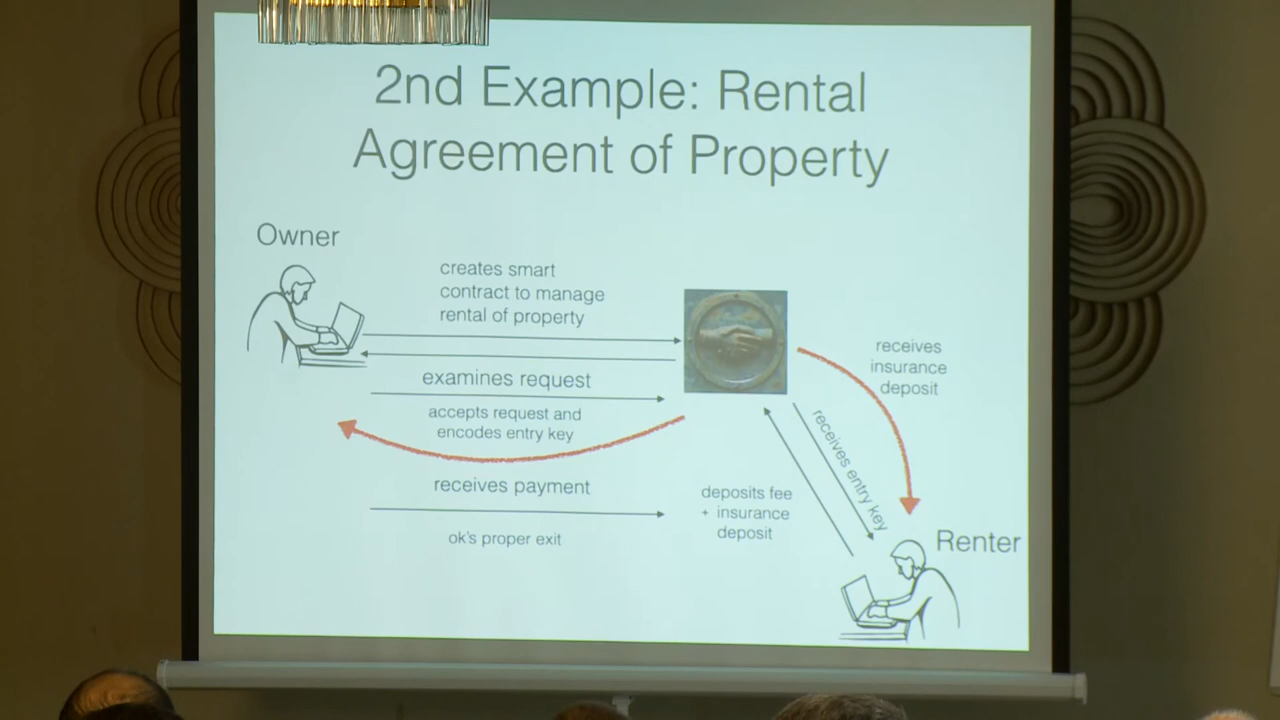 2nd Example: Rental
Agreement of Property
Owner
creates smart
contract to manage
rental of property
examines request
accepts request and
encodes entry key
receives payment
ok's proper exit
receives
insurance
deposit
receives entry key
deposits fee
+ insurance
deposit
Renter